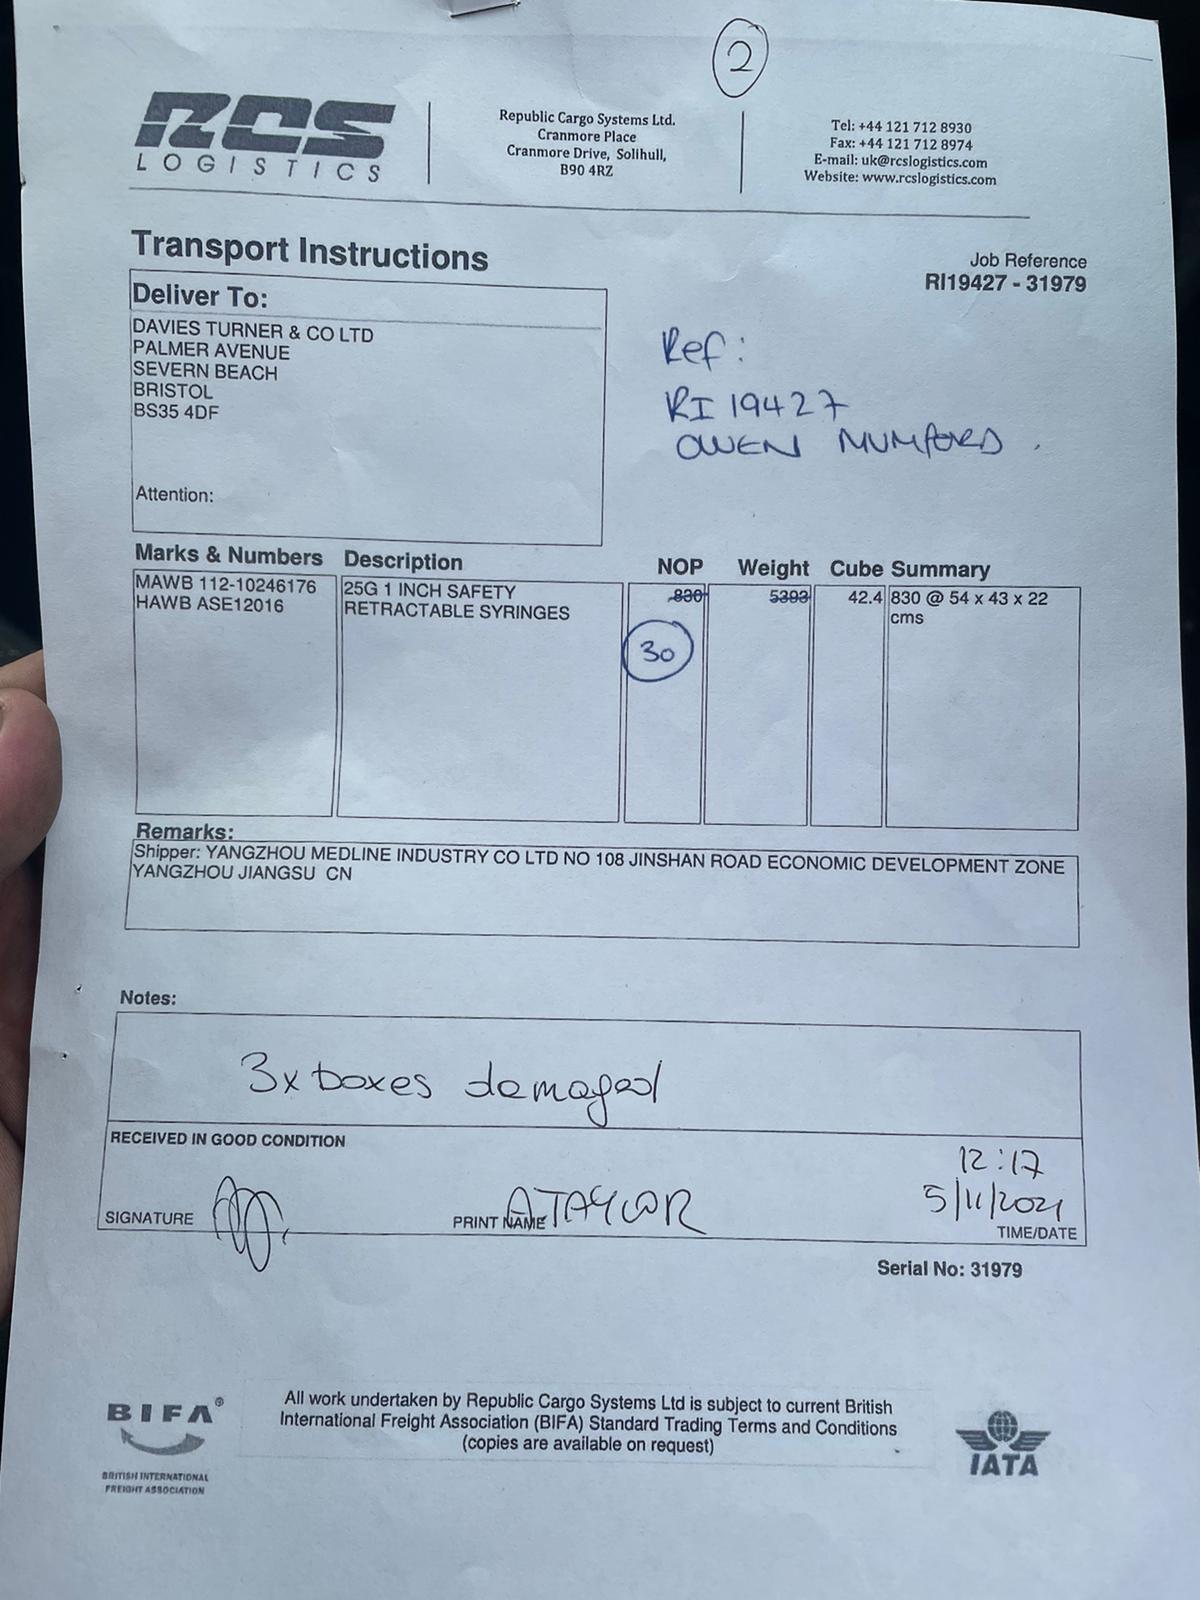 2
RCS
LOGISTICS
Republic Cargo Systems Ltd.
Cranmore Place
Cranmore Drive, Solihull,
B90 4RZ
Tel: +44 121 712 8930
Fax: +44 121 712 8974
E-mail: uk@rcslogistics.com
Website: www.rcslogistics.com
Transport Instructions
Job Reference
RI19427 - 31979
Deliver To:
DAVIES TURNER & CO LTD
PALMER AVENUE
SEVERN BEACH
BRISTOL
BS35 4DF
Attention:
Ref:
RI 19427
OWEN MUMFORD.
Marks & Numbers Description NOP Weight Cube Summary
MAWB 112-10246176 25G 1 INCH SAFETY 830 5393 42.4 830 @ 54 x 43 x 22
HAWB ASE12016 RETRACTABLE SYRINGES cms
30
Remarks:
Shipper: YANGZHOU MEDLINE INDUSTRY CO LTD NO 108 JINSHAN ROAD ECONOMIC DEVELOPMENT ZONE
YANGZHOU JIANGSU CN
Notes:
3x boxes damaged
RECEIVED IN GOOD CONDITION
12:17
5/11/2021
SIGNATURE PRINT NAME A TAYLOR TIME/DATE
Serial No: 31979
BIFA®
BRITISH INTERNATIONAL
FREIGHT ASSOCIATION
All work undertaken by Republic Cargo Systems Ltd is subject to current British
International Freight Association (BIFA) Standard Trading Terms and Conditions
(copies are available on request)
IATA